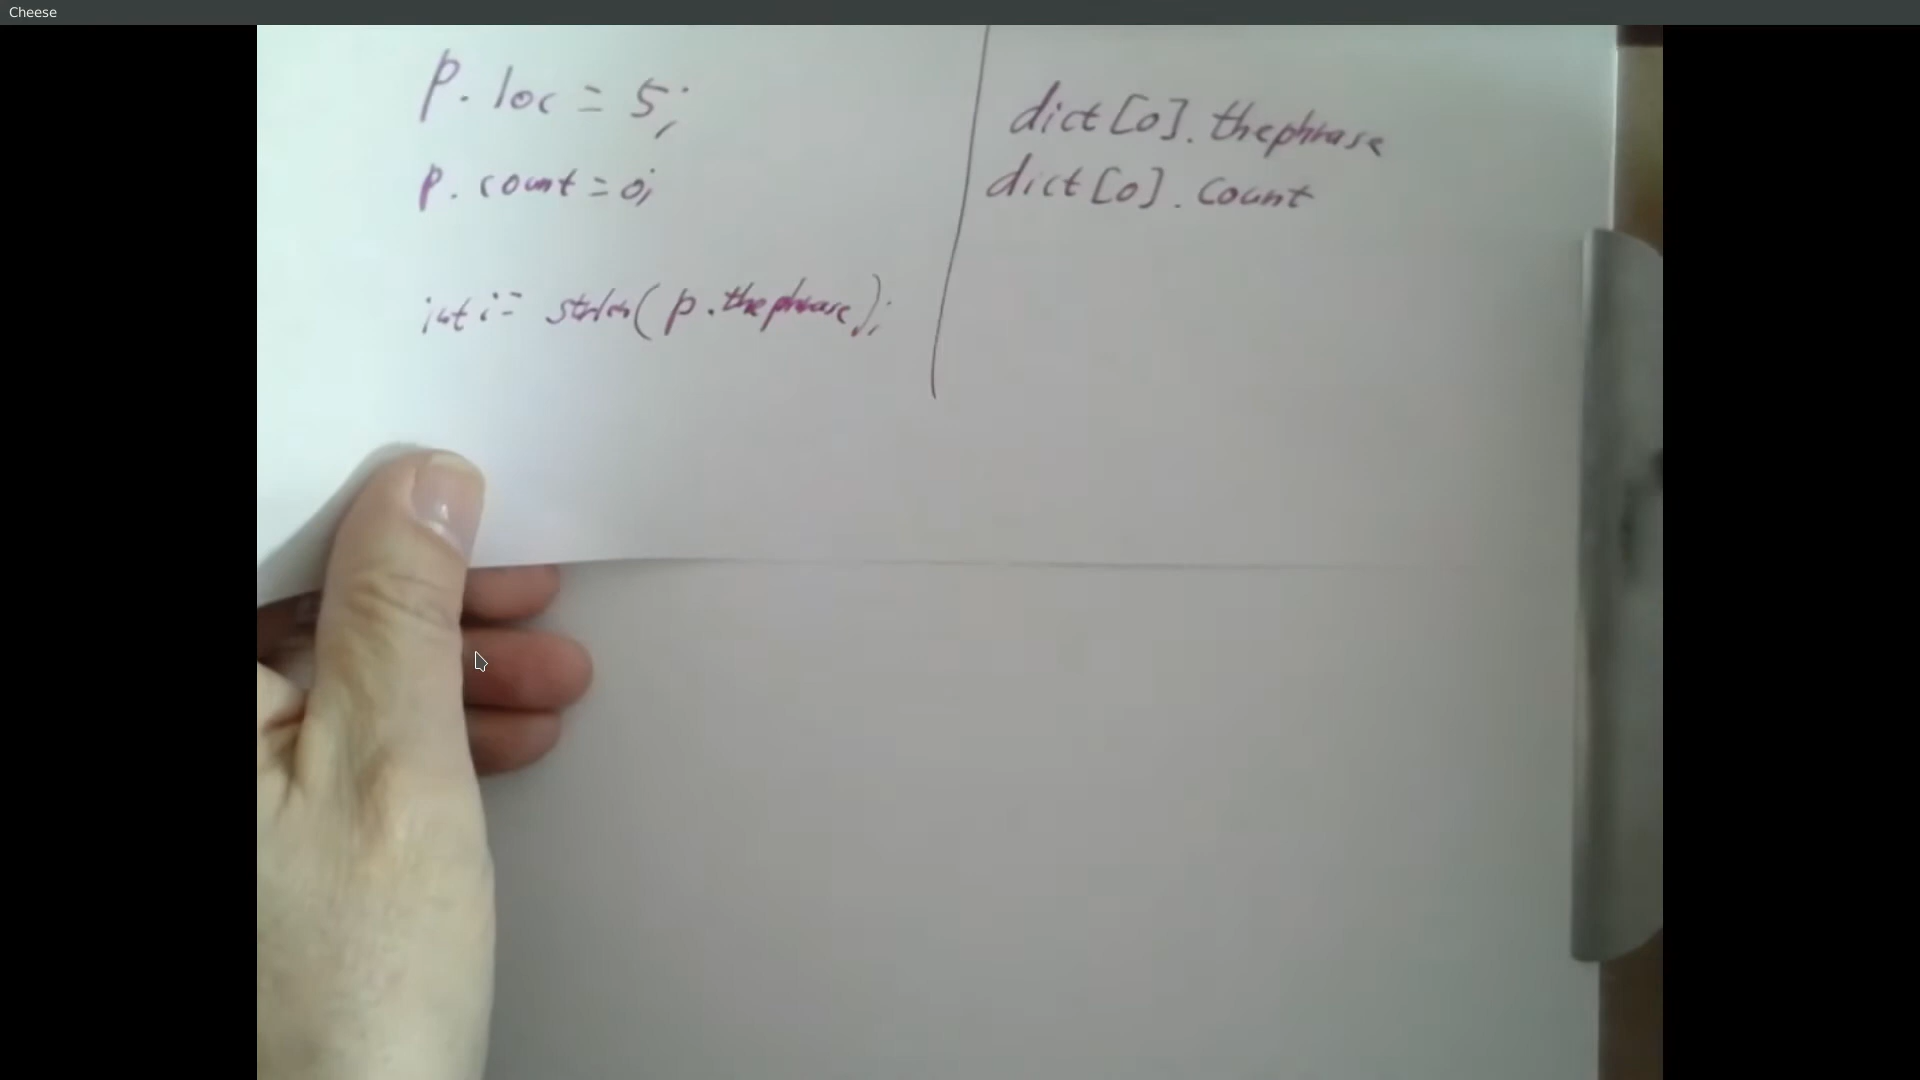 Cheese
p. loc = 5;
p. count = 0;
int i = strlen( p. thephrase );
dict [0]. thephrase
dict [0]. count